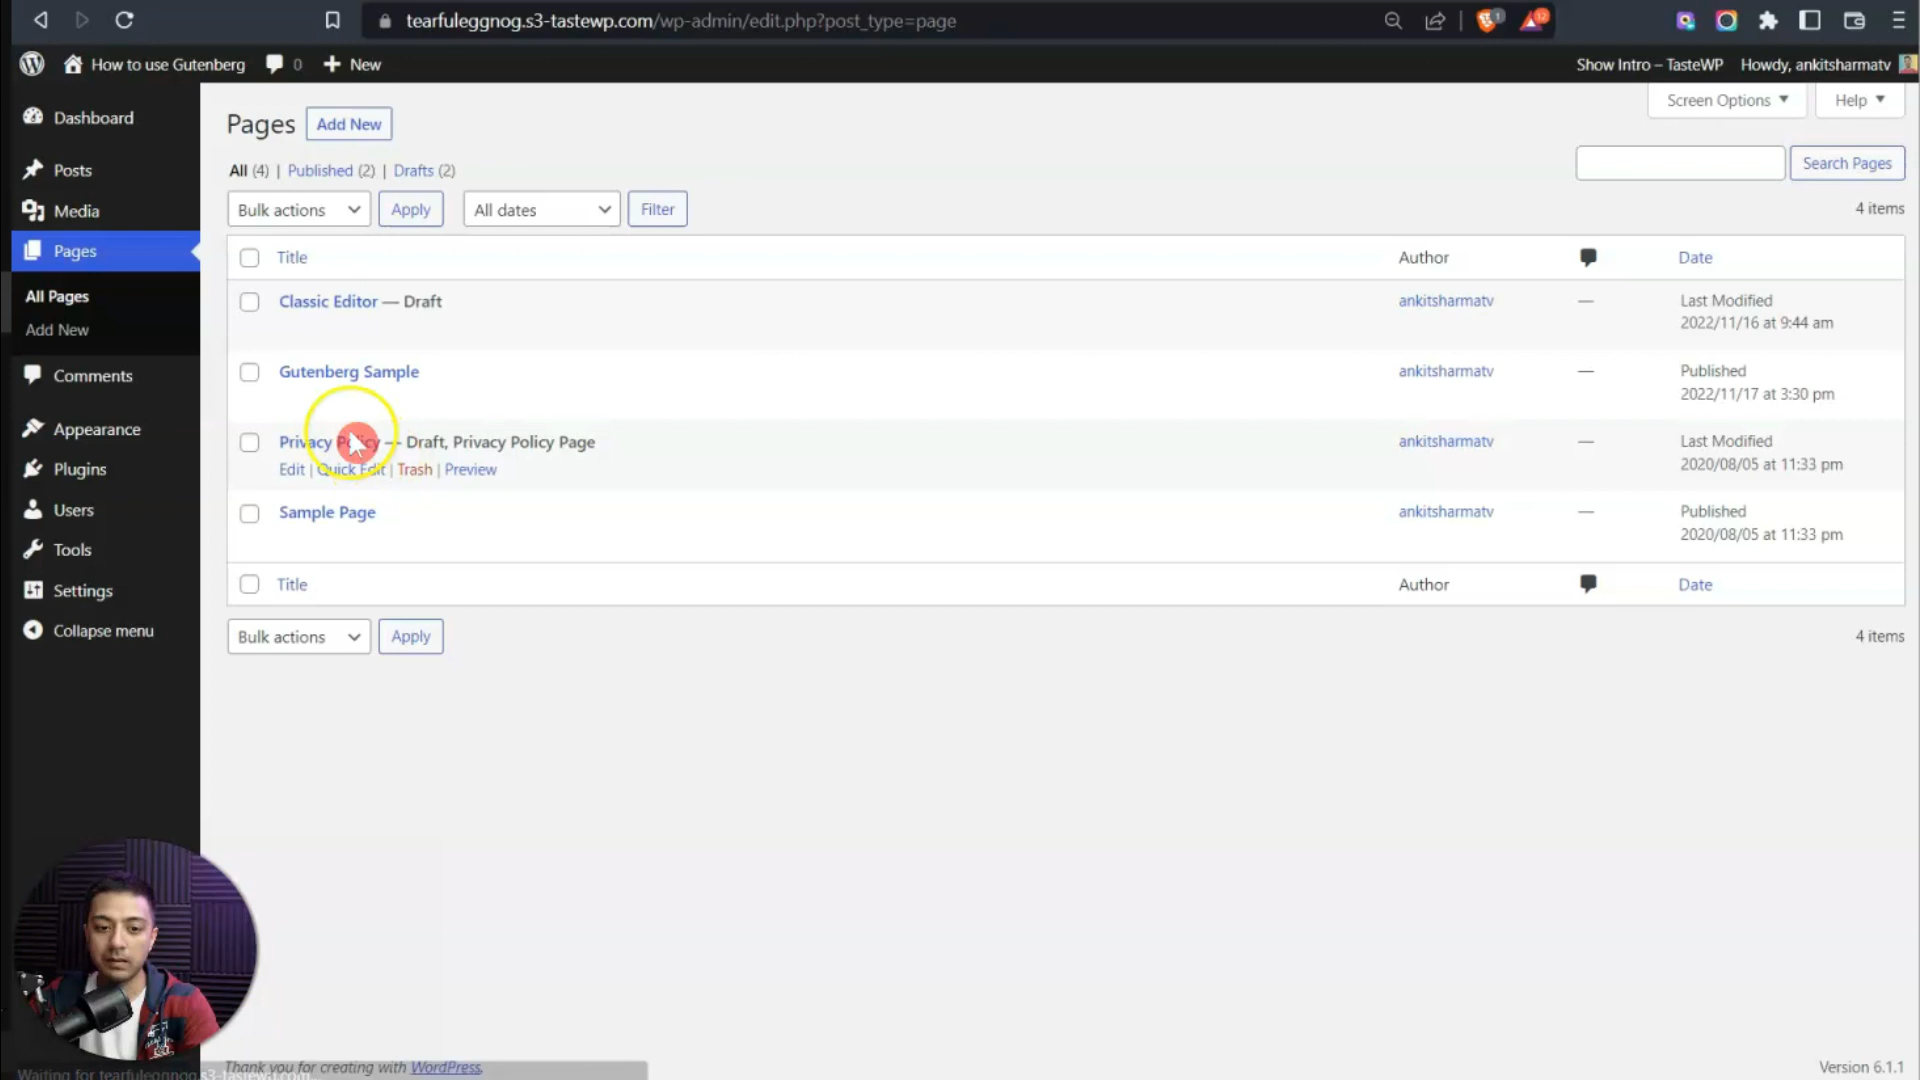 tearfuleggnog.s3-tastewp.com/wp-admin/edit.php?post_type=page
1
12
How to use Gutenberg 0 New
Show Intro – TasteWP Howdy, ankitsharmatv
Dashboard
Posts
Media
Pages
All Pages
Add New
Comments
Appearance
Plugins
Users
Tools
Settings
Collapse menu
Screen Options Help
Pages Add New
All (4) | Published (2) | Drafts (2)
Search Pages
Bulk actions Apply All dates Filter
4 items
Title Author Date
Classic Editor — Draft ankitsharmatv — Last Modified
2022/11/16 at 9:44 am
Gutenberg Sample ankitsharmatv — Published
2022/11/17 at 3:30 pm
Privacy Policy — Draft, Privacy Policy Page ankitsharmatv — Last Modified
Edit | Quick Edit | Trash | Preview 2020/08/05 at 11:33 pm
Sample Page ankitsharmatv — Published
2020/08/05 at 11:33 pm
Title Author Date
Bulk actions Apply
4 items
Thank you for creating with WordPress.
Version 6.1.1
Waiting for tearfuleggnog.s3-tastewp.com...